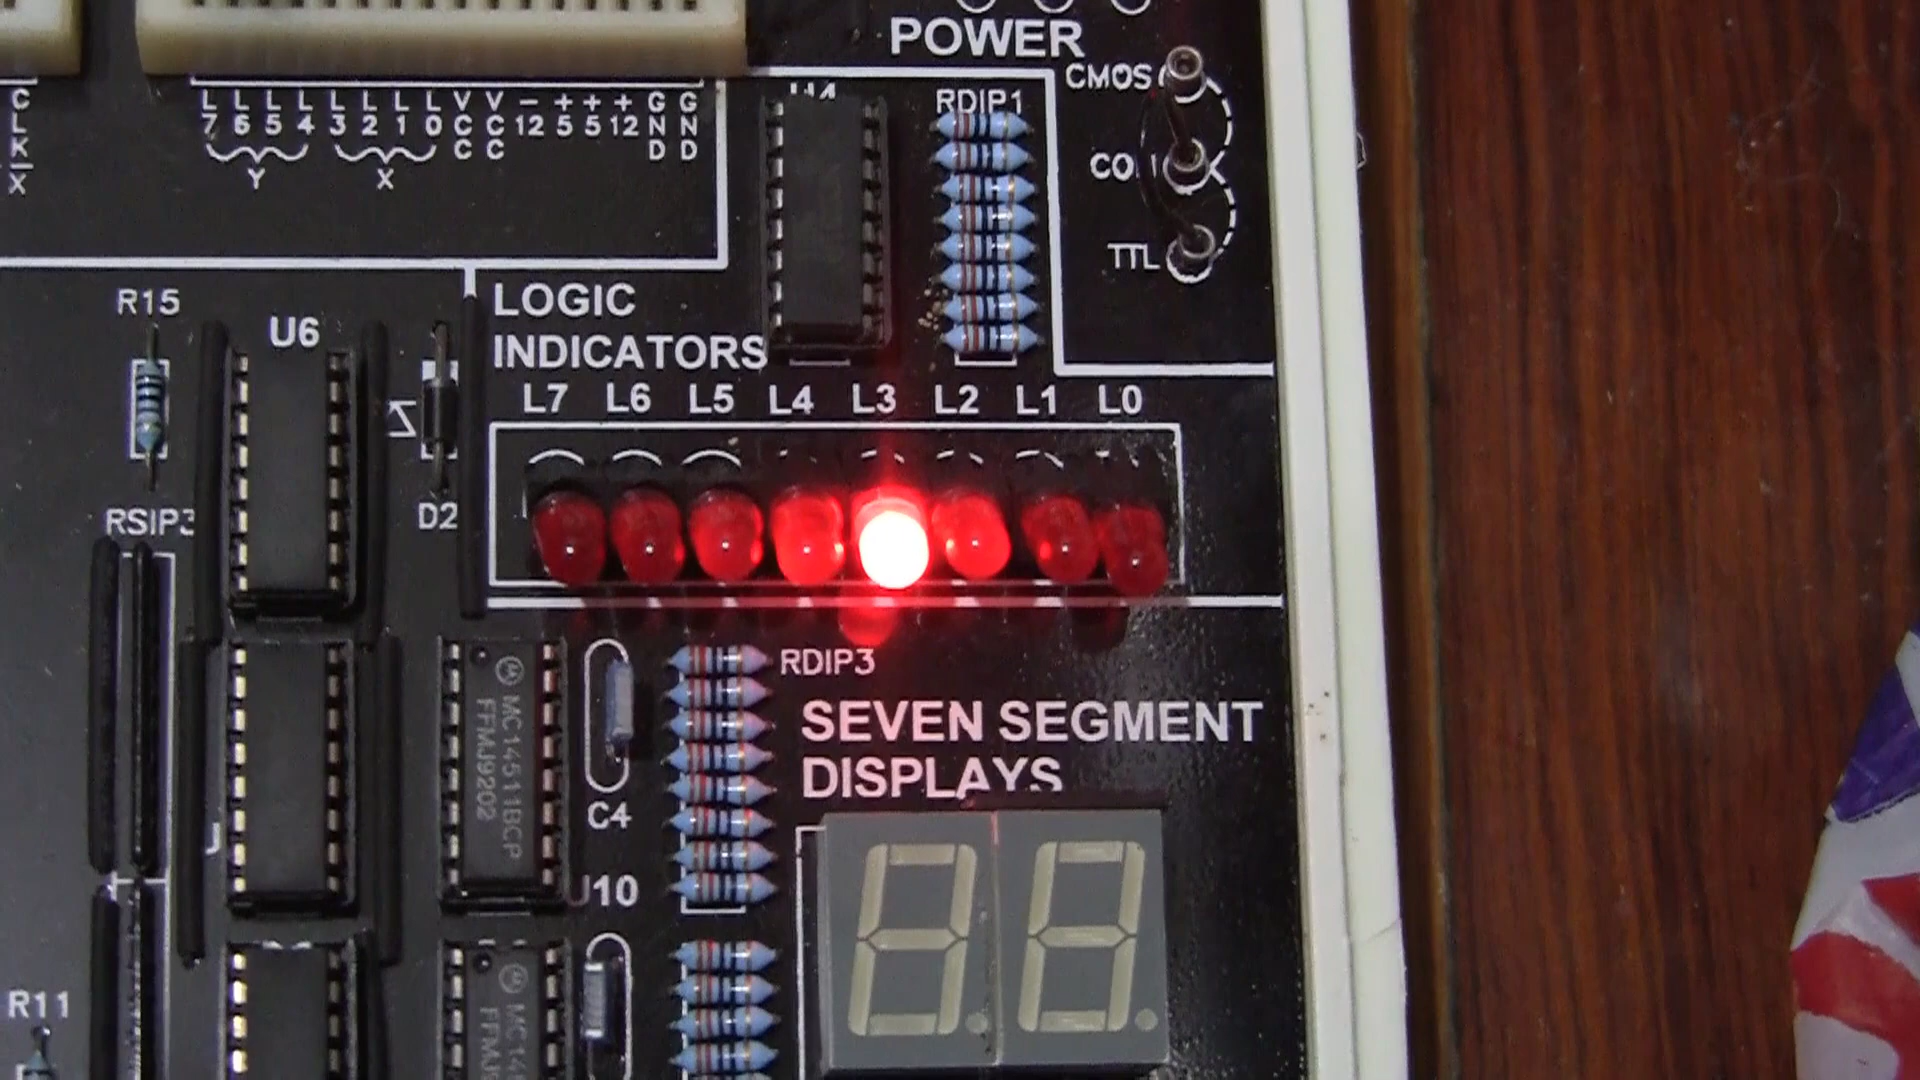 POWER
CMOS
C
L
K
X
L L L L L L L L V V – + + + G G
7 6 5 4 3 2 1 0 C C 12 5 5 12 N N
C C D D
Y X
RDIP1
TTL
R15
U6
LOGIC
INDICATORS
L7 L6 L5 L4 L3 L2 L1 L0
RSIP3
D2
RDIP3
MC14511BCP
FFMJ9202
SEVEN SEGMENT
DISPLAYS
C4
R11